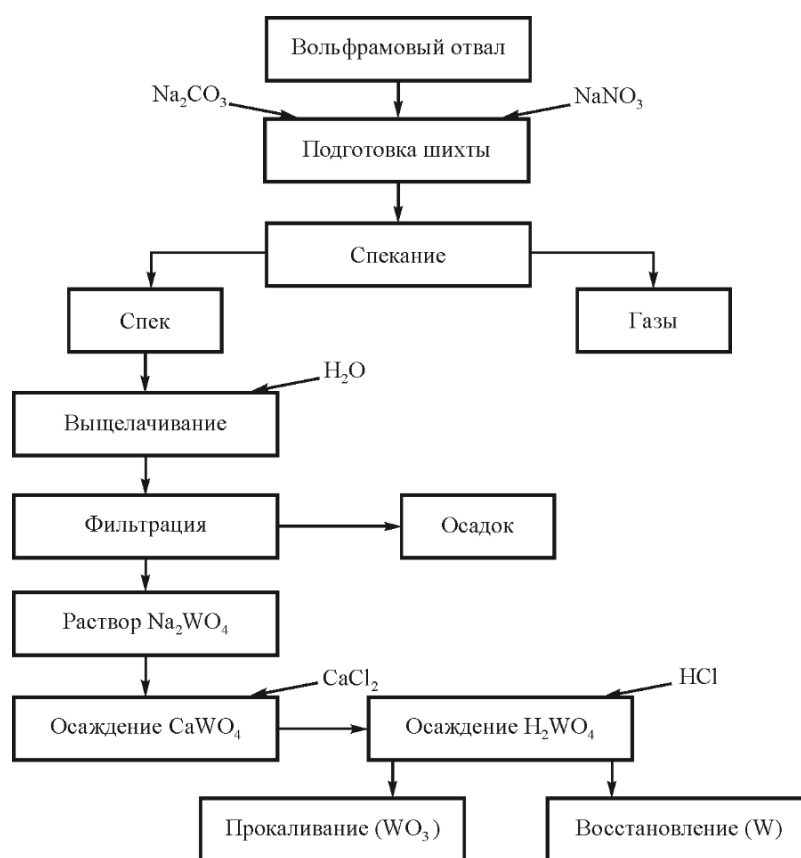 Вольфрамовый отвал
Na₂CO₃
NaNO₃
Подготовка шихты
Спекание
Спек
Газы
H₂O
Выщелачивание
Фильтрация
Осадок
Раствор Na₂WO₄
CaCl₂
HCl
Осаждение CaWO₄
Осаждение H₂WO₄
Прокаливание (WO₃)
Восстановление (W)